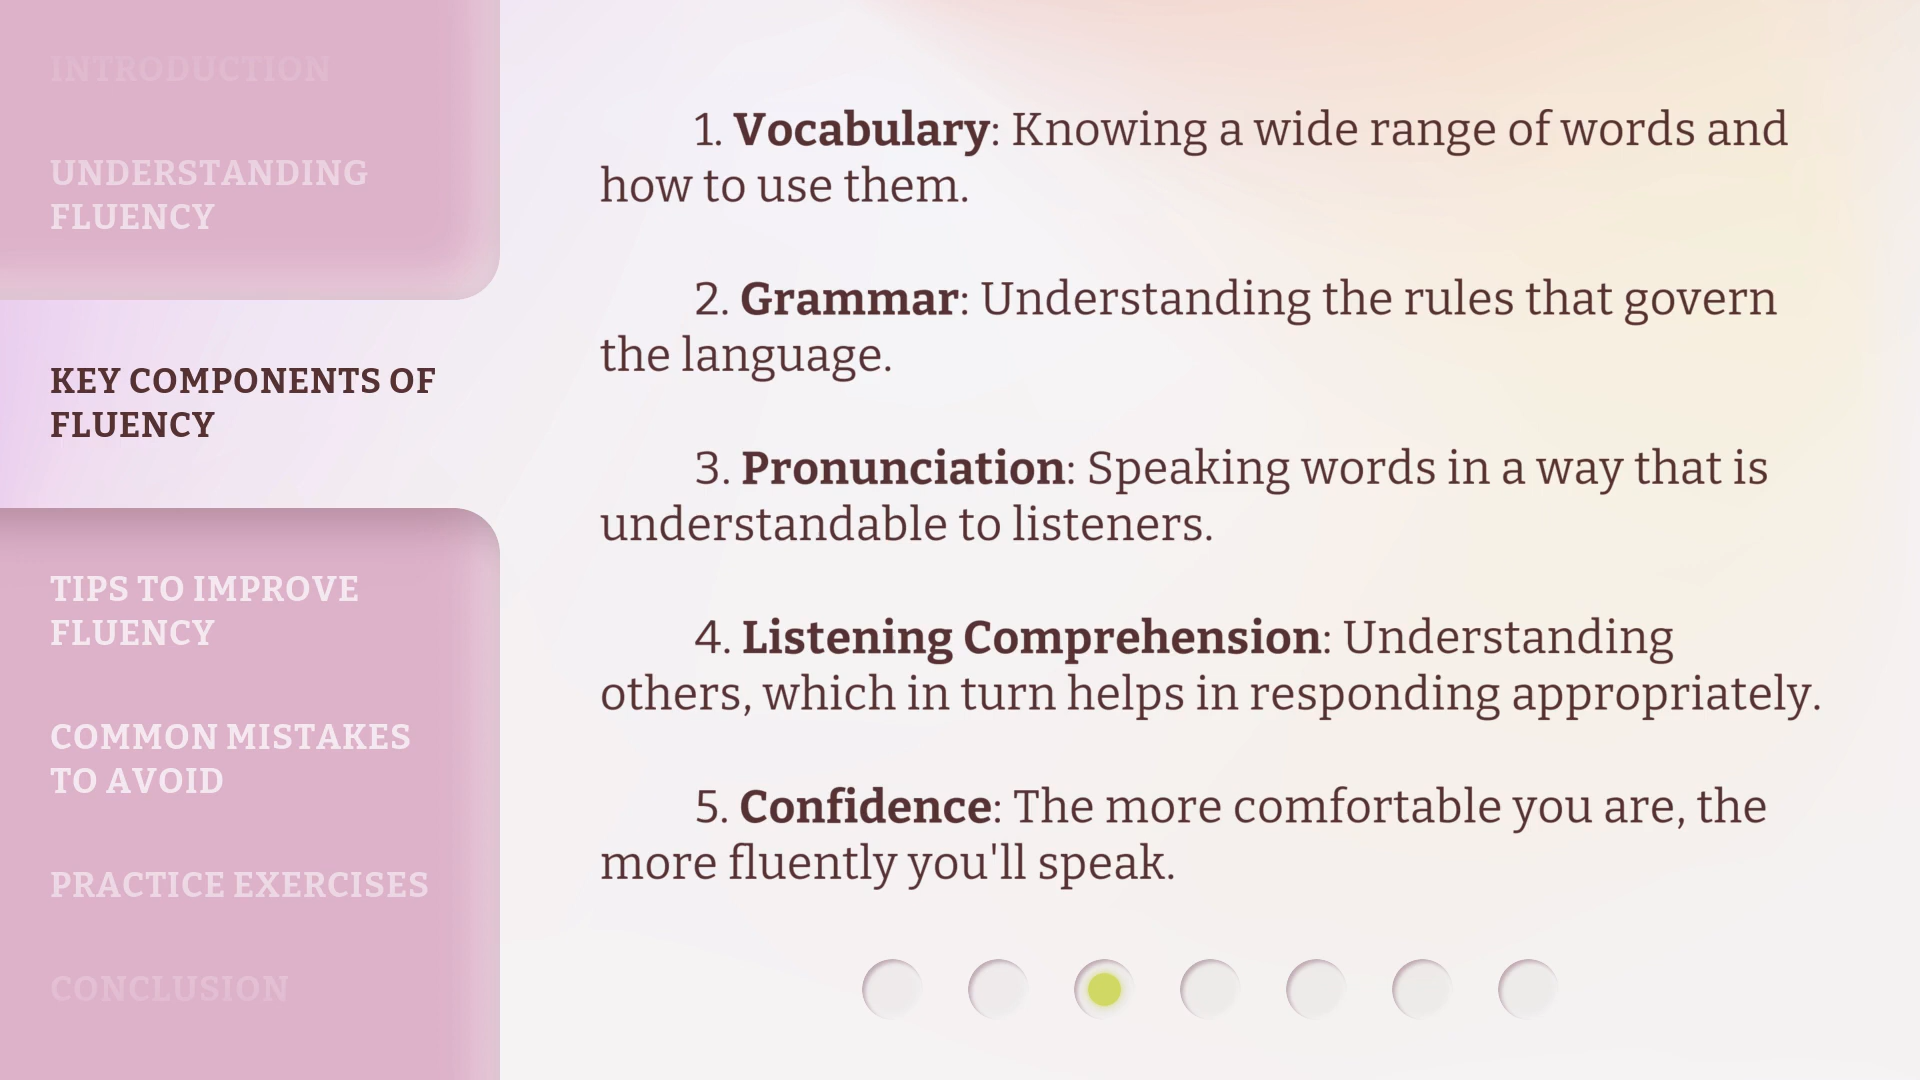 INTRODUCTION
UNDERSTANDING
FLUENCY
KEY COMPONENTS OF
FLUENCY
TIPS TO IMPROVE
FLUENCY
COMMON MISTAKES
TO AVOID
PRACTICE EXERCISES
CONCLUSION
1. Vocabulary: Knowing a wide range of words and
how to use them.
2. Grammar: Understanding the rules that govern
the language.
3. Pronunciation: Speaking words in a way that is
understandable to listeners.
4. Listening Comprehension: Understanding
others, which in turn helps in responding appropriately.
5. Confidence: The more comfortable you are, the
more fluently you'll speak.